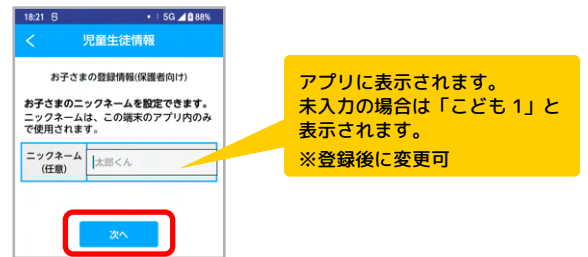 18:21 5G 88%
児童生徒情報
お子さまの登録情報(保護者向け)
お子さまのニックネームを設定できます。
ニックネームは、この端末のアプリ内のみ
で使用されます。
ニックネーム
(任意)
太郎くん
次へ
アプリに表示されます。
未入力の場合は「こども1」と
表示されます。
※登録後に変更可